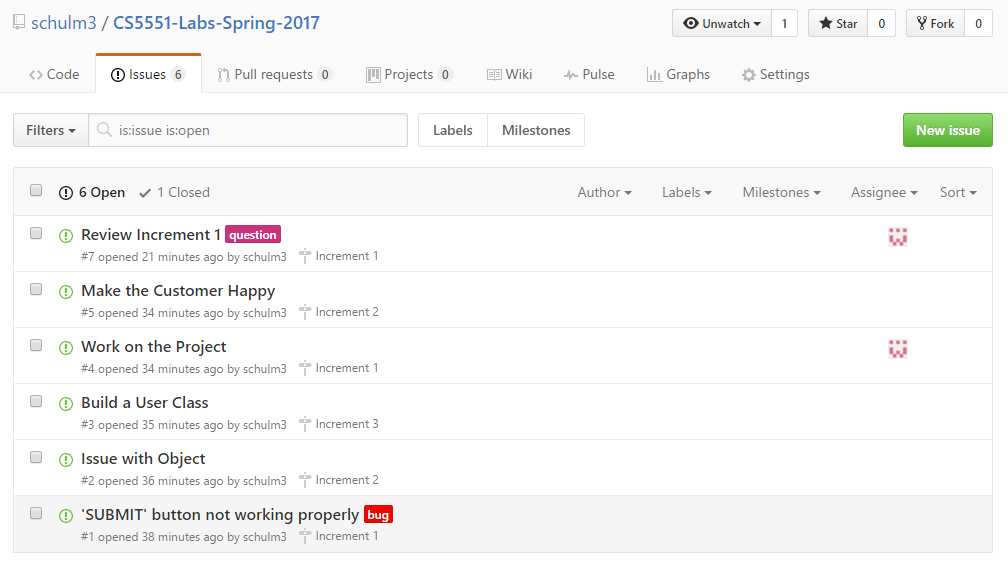 schulm3 / CS5551-Labs-Spring-2017 Unwatch 1 Star 0 Fork 0
Code Issues 6 Pull requests 0 Projects 0 Wiki Pulse Graphs Settings
Filters is:issue is:open Labels Milestones New issue
6 Open 1 Closed Author Labels Milestones Assignee Sort
Review Increment 1 question
#7 opened 21 minutes ago by schulm3 Increment 1
Make the Customer Happy
#5 opened 34 minutes ago by schulm3 Increment 2
Work on the Project
#4 opened 34 minutes ago by schulm3 Increment 1
Build a User Class
#3 opened 35 minutes ago by schulm3 Increment 3
Issue with Object
#2 opened 36 minutes ago by schulm3 Increment 2
'SUBMIT' button not working properly bug
#1 opened 38 minutes ago by schulm3 Increment 1